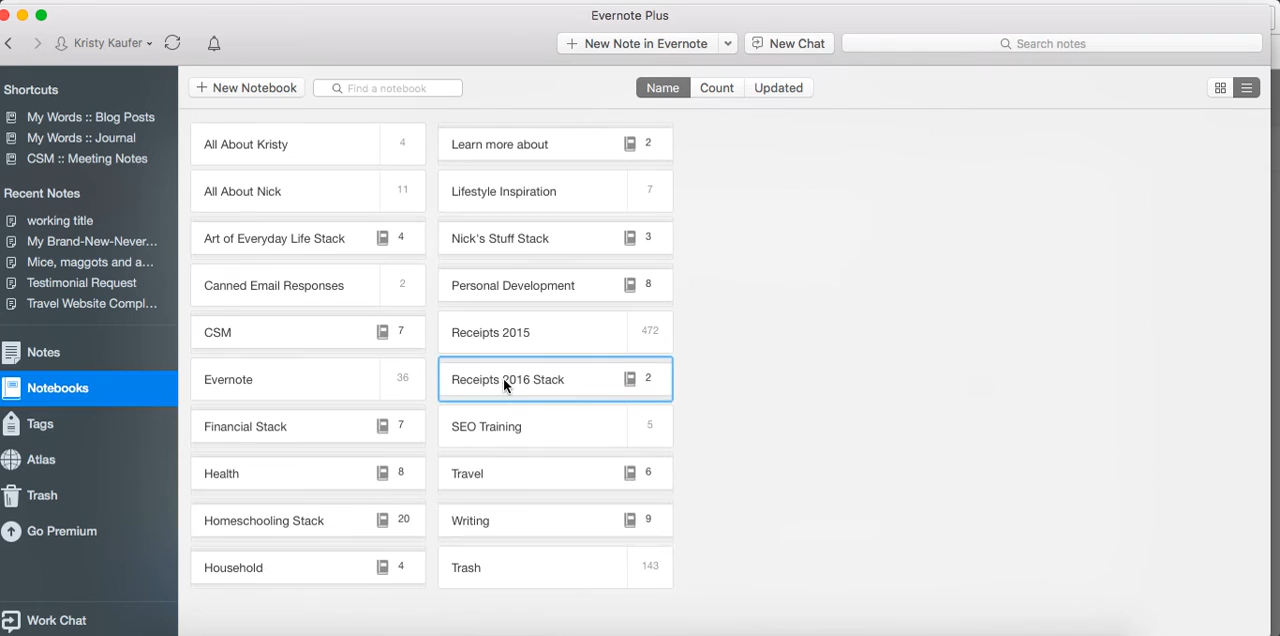 Evernote Plus
Kristy Kaufer
New Note in Evernote
New Chat
Search notes
Shortcuts
My Words :: Blog Posts
My Words :: Journal
CSM :: Meeting Notes
Recent Notes
working title
My Brand-New-Never...
Mice, maggots and a...
Testimonial Request
Travel Website Compl...
Notes
Notebooks
Tags
Atlas
Trash
Go Premium
Work Chat
+ New Notebook
Find a notebook
Name
Count
Updated
All About Kristy 4
All About Nick 11
Art of Everyday Life Stack 4
Canned Email Responses 2
CSM 7
Evernote 36
Financial Stack 7
Health 8
Homeschooling Stack 20
Household 4
Learn more about 2
Lifestyle Inspiration 7
Nick's Stuff Stack 3
Personal Development 8
Receipts 2015 472
Receipts 2016 Stack 2
SEO Training 5
Travel 6
Writing 9
Trash 143